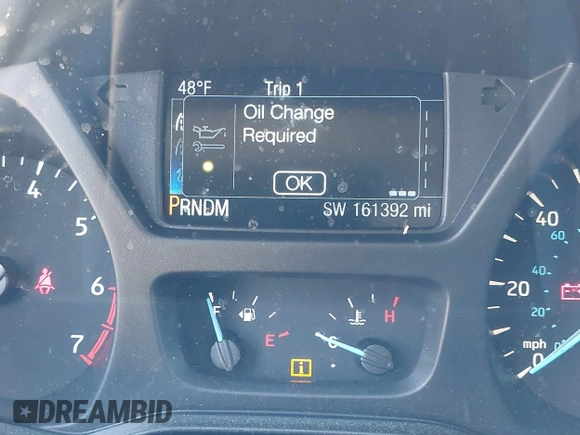 48°F Trip 1
Oil Change
Required
OK
PRNDM SW 161392 mi
4
5
6
7
F
E
C
H
i
40
60
20
20
mph
0
DREAMBID